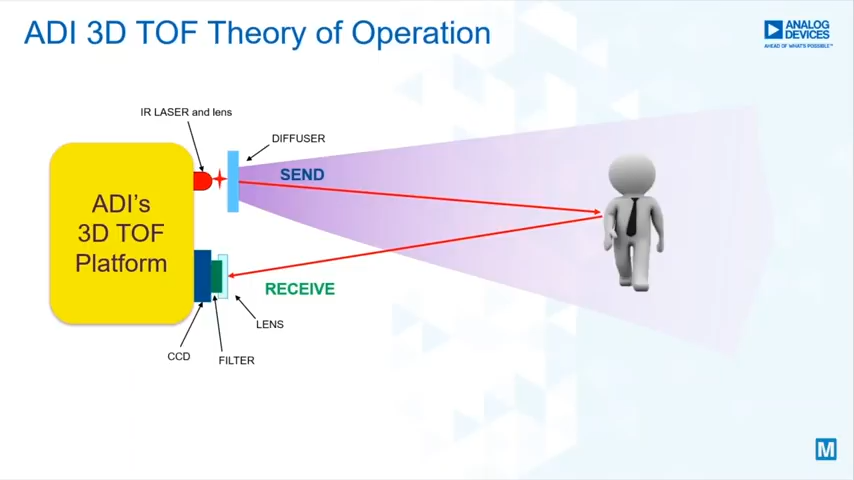 ADI 3D TOF Theory of Operation
ANALOG
DEVICES
AHEAD OF WHAT'S POSSIBLE™
IR LASER and lens
DIFFUSER
SEND
ADI's
3D TOF
Platform
RECEIVE
LENS
CCD
FILTER
M